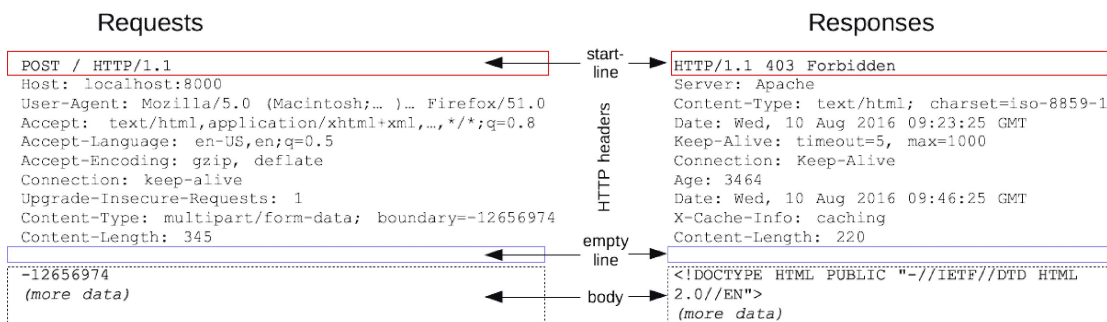 Requests
POST / HTTP/1.1
Host: localhost:8000
User-Agent: Mozilla/5.0 (Macintosh;… )… Firefox/51.0
Accept: text/html,application/xhtml+xml,…,*/*;q=0.8
Accept-Language: en-US,en;q=0.5
Accept-Encoding: gzip, deflate
Connection: keep-alive
Upgrade-Insecure-Requests: 1
Content-Type: multipart/form-data; boundary=-12656974
Content-Length: 345
-12656974
(more data)
start-
line
HTTP headers
empty
line
body
Responses
HTTP/1.1 403 Forbidden
Server: Apache
Content-Type: text/html; charset=iso-8859-1
Date: Wed, 10 Aug 2016 09:23:25 GMT
Keep-Alive: timeout=5, max=1000
Connection: Keep-Alive
Age: 3464
Date: Wed, 10 Aug 2016 09:46:25 GMT
X-Cache-Info: caching
Content-Length: 220
<!DOCTYPE HTML PUBLIC "-//IETF//DTD HTML
2.0//EN">
(more data)